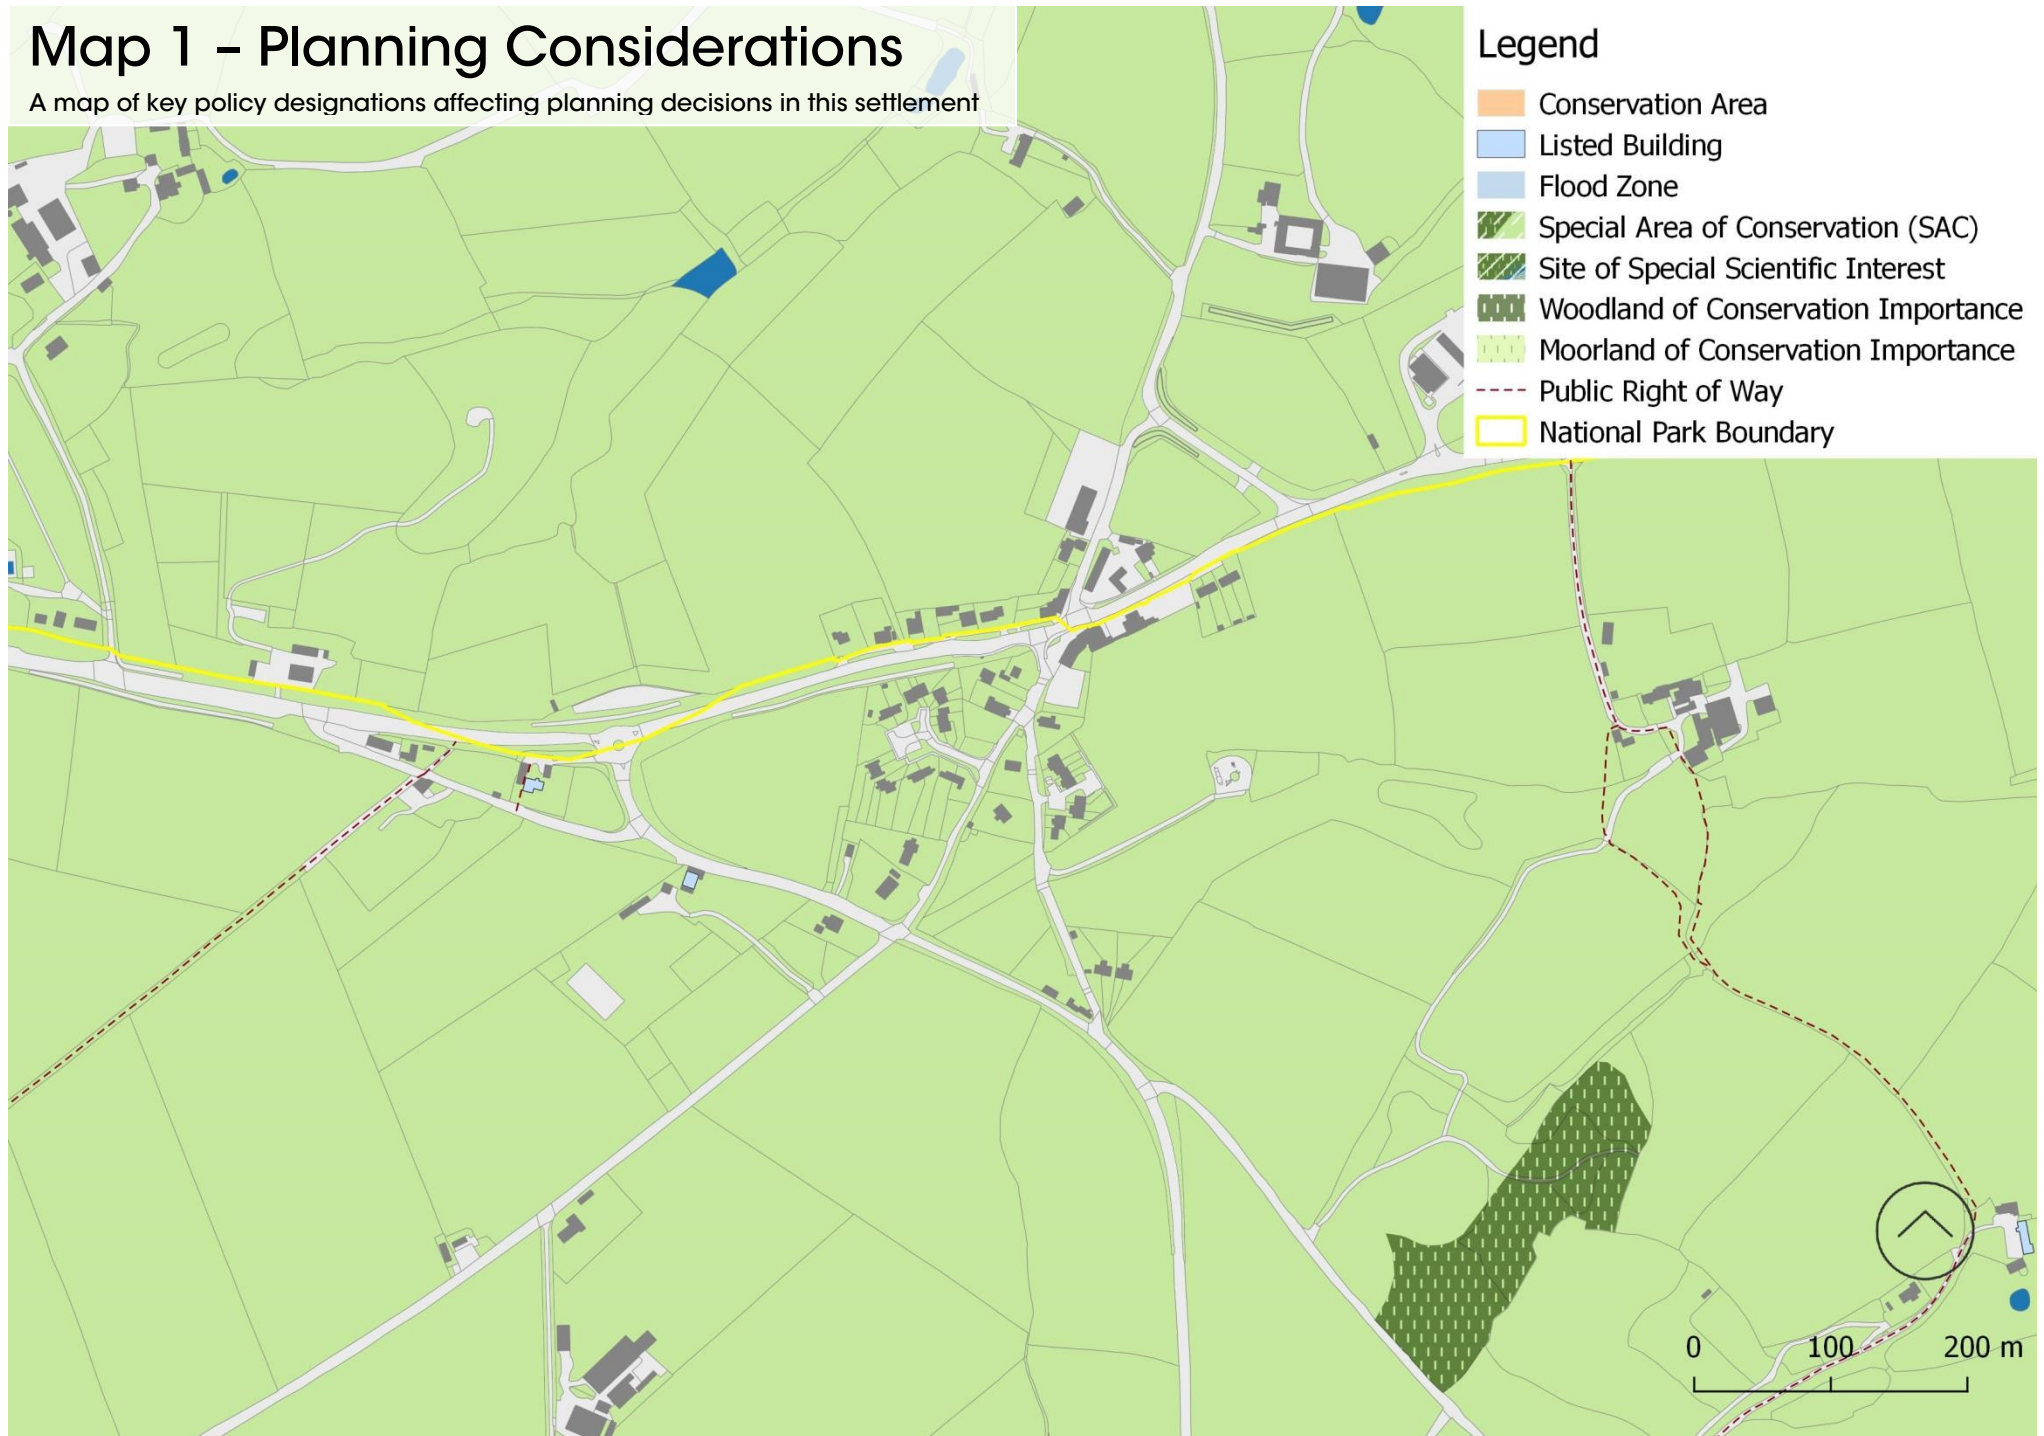 Map 1 – Planning Considerations
A map of key policy designations affecting planning decisions in this settlement
Legend
Conservation Area
Listed Building
Flood Zone
Special Area of Conservation (SAC)
Site of Special Scientific Interest
Woodland of Conservation Importance
Moorland of Conservation Importance
Public Right of Way
National Park Boundary
0 100 200 m